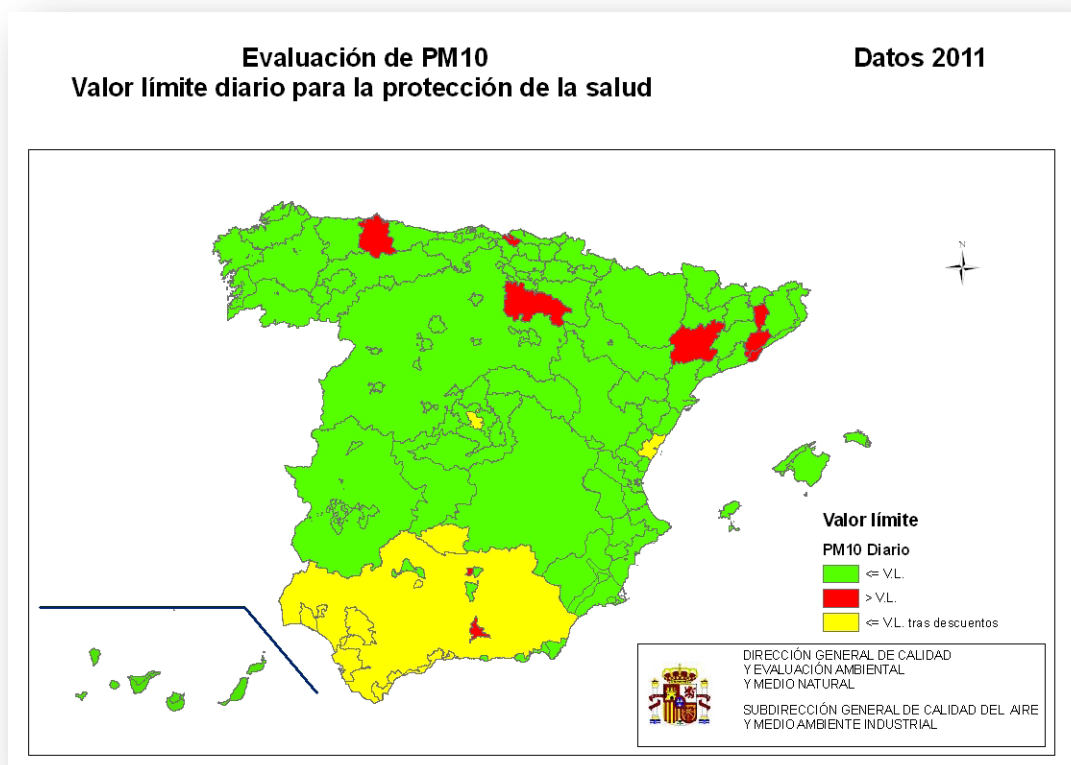 Evaluación de PM10
Valor límite diario para la protección de la salud
Datos 2011
N
Valor límite
PM10 Diario
<= V.L.
> V.L.
<= V.L. tras descuentos
DIRECCIÓN GENERAL DE CALIDAD
Y EVALUACIÓN AMBIENTAL
Y MEDIO NATURAL
SUBDIRECCIÓN GENERAL DE CALIDAD DEL AIRE
Y MEDIO AMBIENTE INDUSTRIAL